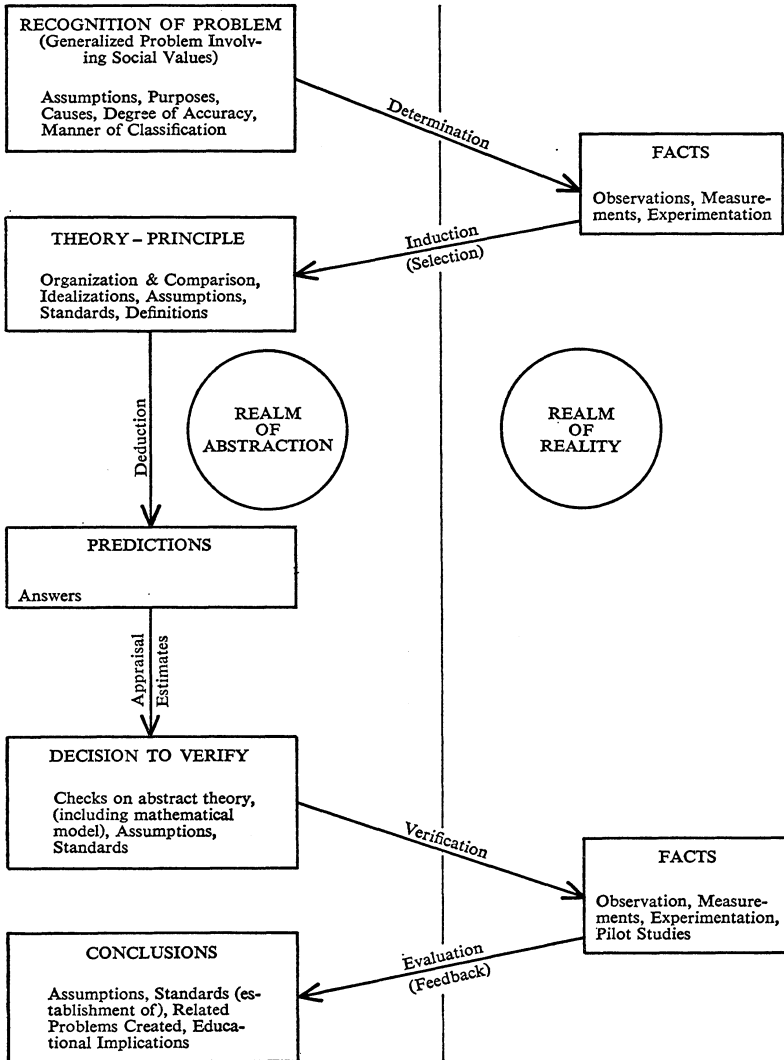 RECOGNITION OF PROBLEM
(Generalized Problem Involv-
ing Social Values)
Assumptions, Purposes,
Causes, Degree of Accuracy,
Manner of Classification
Determination
FACTS
Observations, Measure-
ments, Experimentation
Induction
(Selection)
THEORY – PRINCIPLE
Organization & Comparison,
Idealizations, Assumptions,
Standards, Definitions
Deduction
REALM
OF
ABSTRACTION
REALM
OF
REALITY
PREDICTIONS
Answers
Appraisal
Estimates
DECISION TO VERIFY
Checks on abstract theory,
(including mathematical
model), Assumptions,
Standards
Verification
FACTS
Observation, Measure-
ments, Experimentation,
Pilot Studies
Evaluation
(Feedback)
CONCLUSIONS
Assumptions, Standards (es-
tablishment of), Related
Problems Created, Educa-
tional Implications